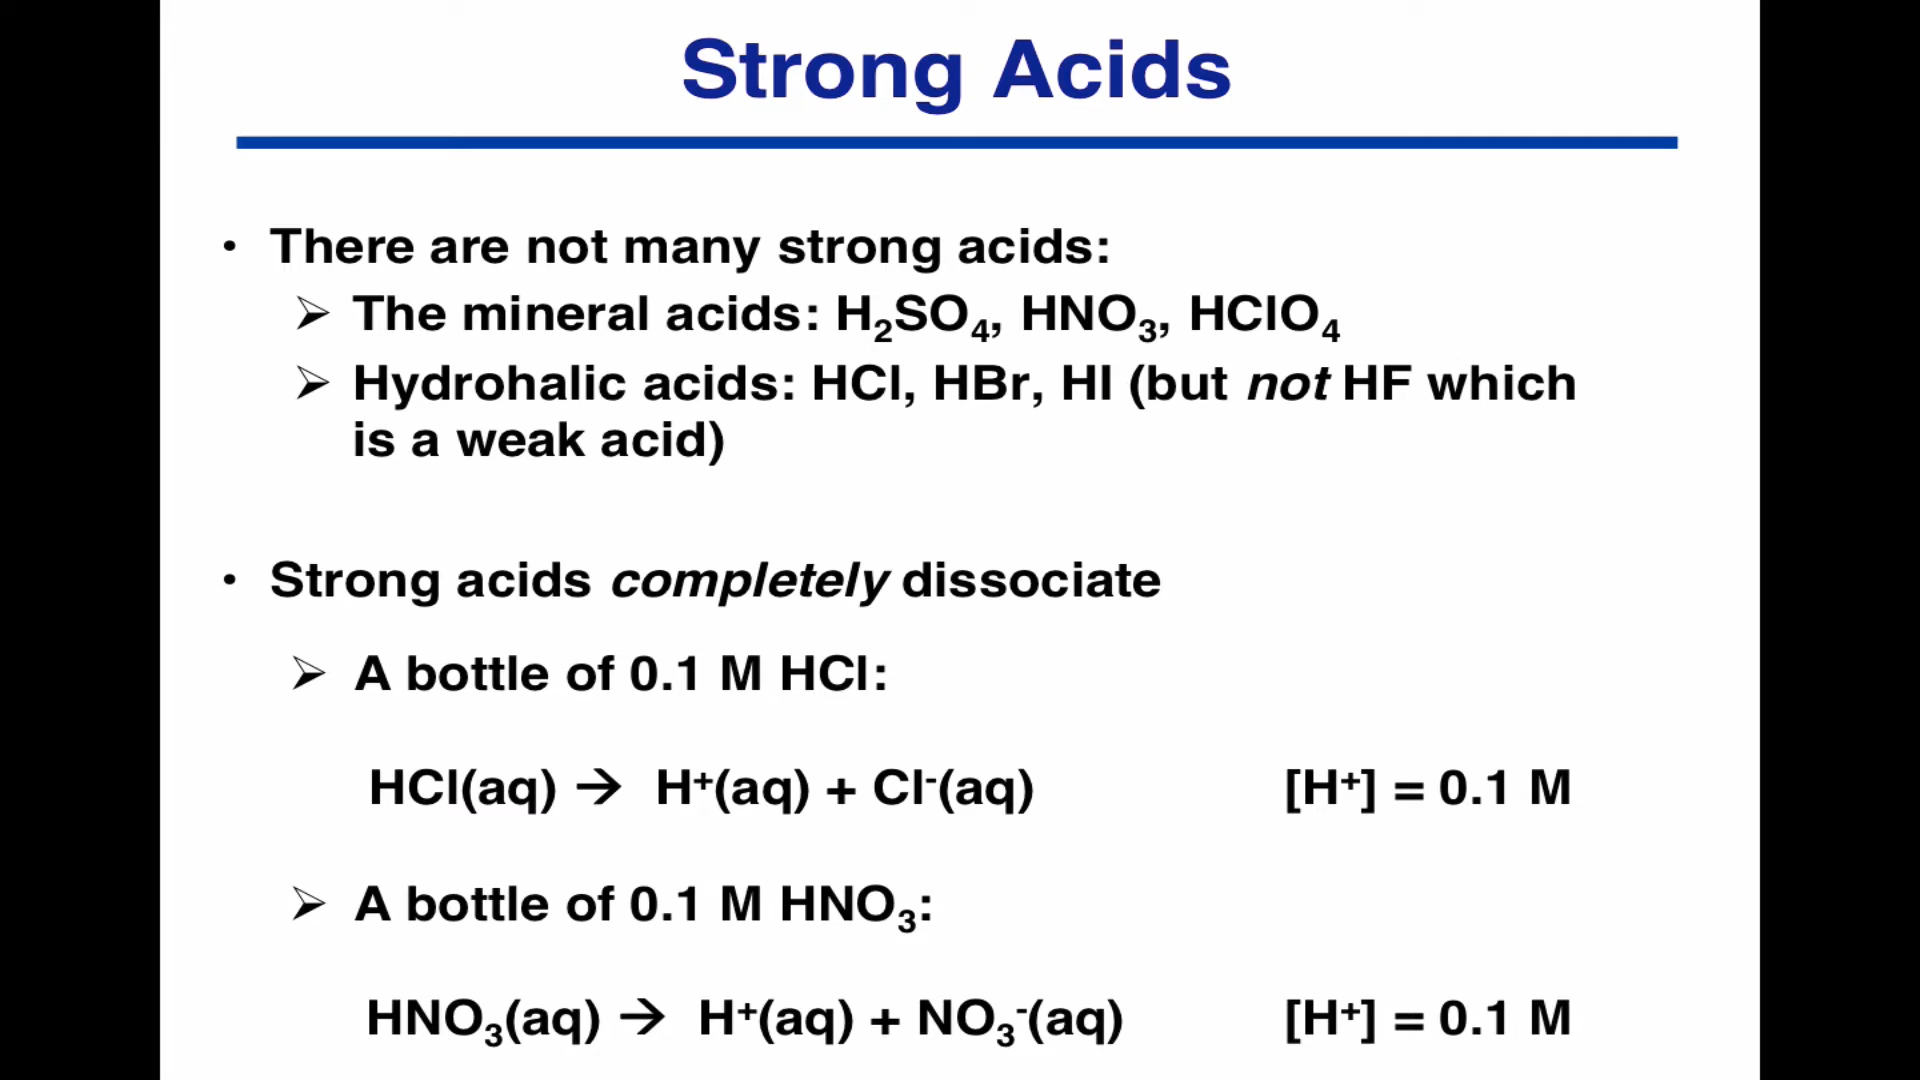 Strong Acids
• There are not many strong acids:
➢ The mineral acids: H₂SO₄, HNO₃, HClO₄
➢ Hydrohalic acids: HCl, HBr, HI (but not HF which
is a weak acid)
• Strong acids completely dissociate
➢ A bottle of 0.1 M HCl:
HCl(aq) → H⁺(aq) + Cl⁻(aq) [H⁺] = 0.1 M
➢ A bottle of 0.1 M HNO₃:
HNO₃(aq) → H⁺(aq) + NO₃⁻(aq) [H⁺] = 0.1 M